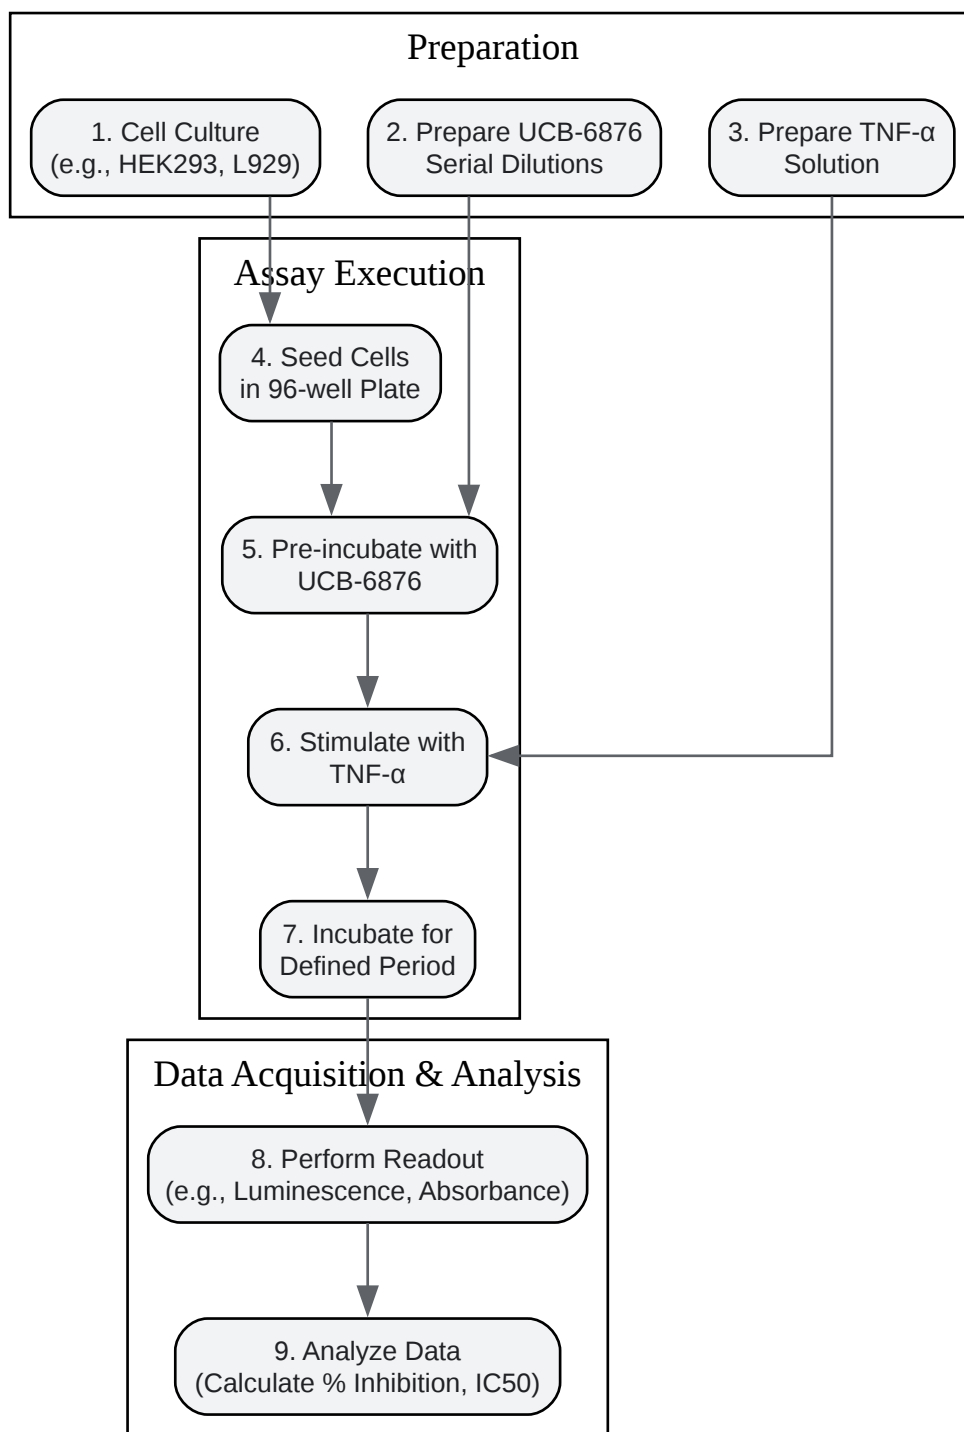 Preparation
1. Cell Culture
(e.g., HEK293, L929)
2. Prepare UCB-6876
Serial Dilutions
3. Prepare TNF-α
Solution
Assay Execution
4. Seed Cells
in 96-well Plate
5. Pre-incubate with
UCB-6876
6. Stimulate with
TNF-α
7. Incubate for
Defined Period
Data Acquisition & Analysis
8. Perform Readout
(e.g., Luminescence, Absorbance)
9. Analyze Data
(Calculate % Inhibition, IC50)